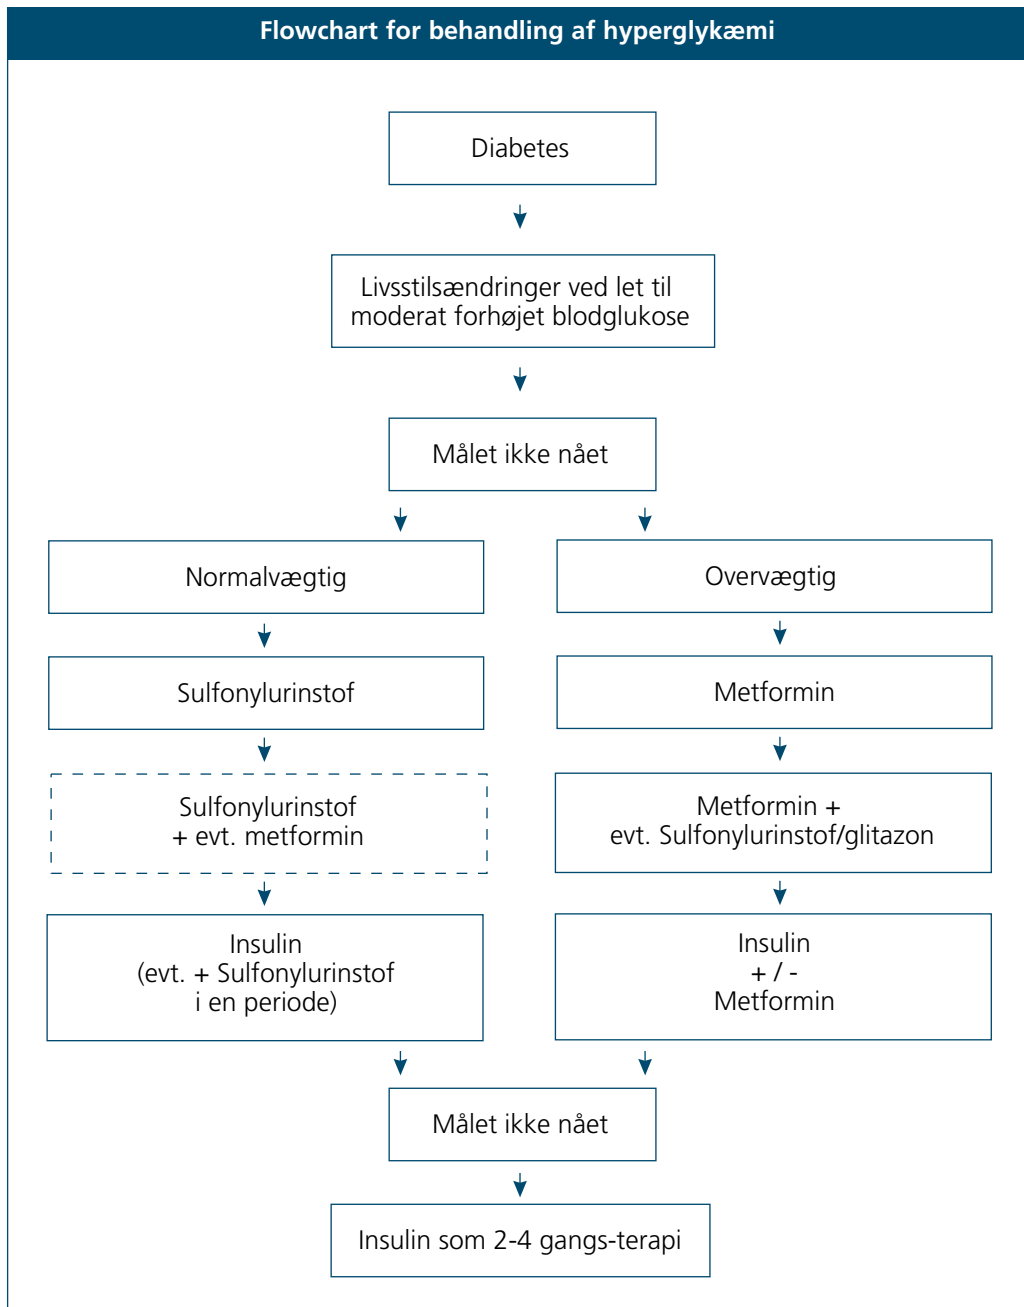 Flowchart for behandling af hyperglykæmi
Diabetes
Livsstilsændringer ved let til
moderat forhøjet blodglukose
Målet ikke nået
Normalvægtig
Overvægtig
Sulfonylurinstof
Metformin
Sulfonylurinstof
+ evt. metformin
Metformin +
evt. Sulfonylurinstof/glitazon
Insulin
(evt. + Sulfonylurinstof
i en periode)
Insulin
+ / -
Metformin
Målet ikke nået
Insulin som 2-4 gangs-terapi